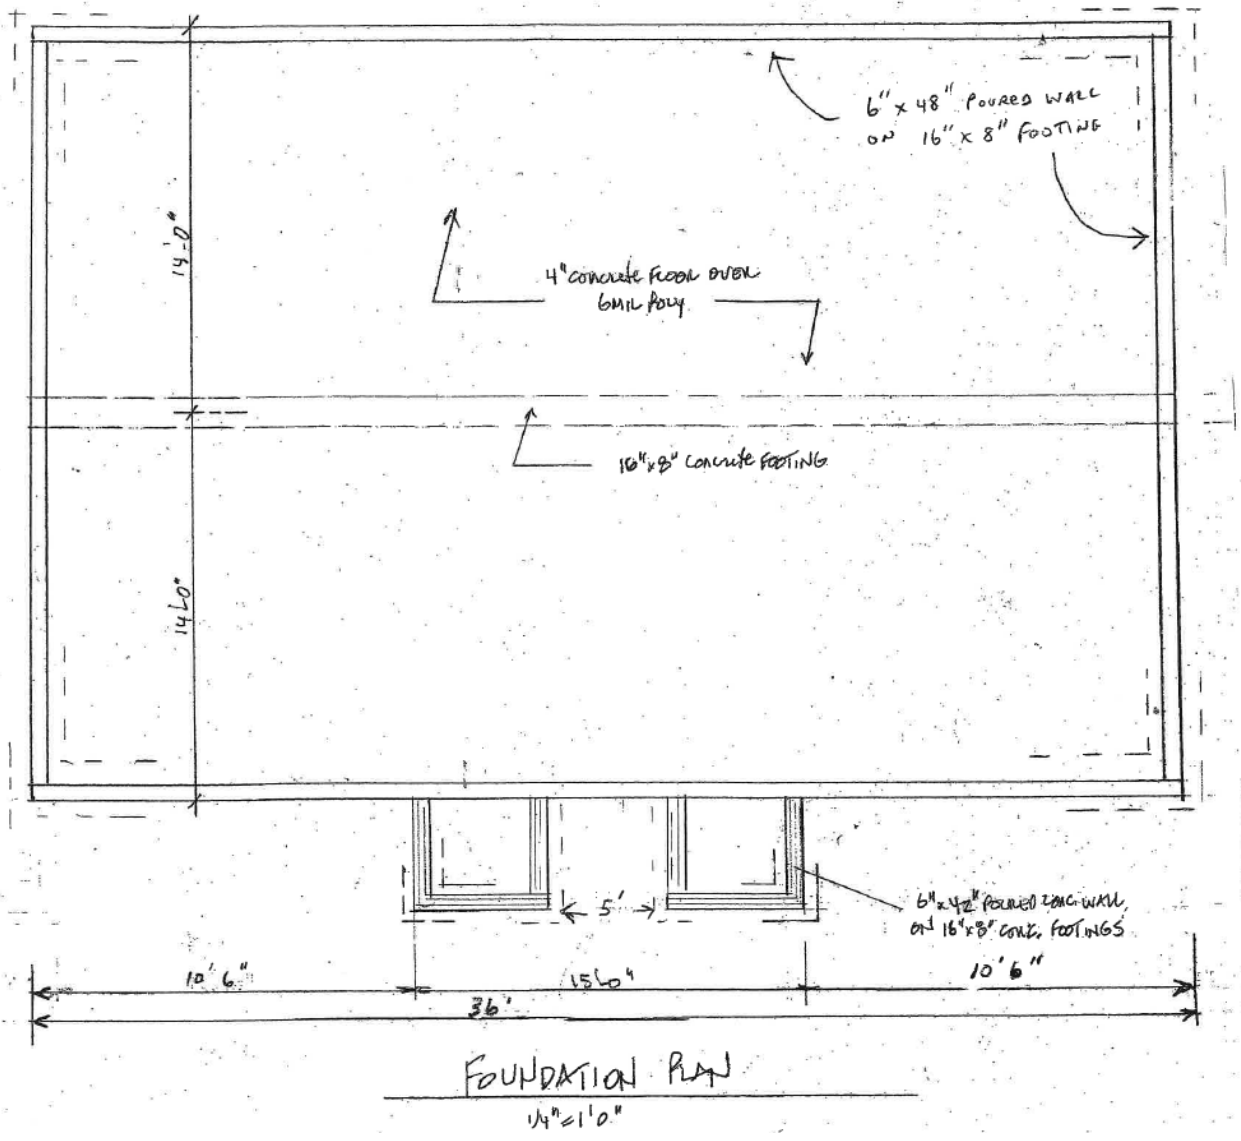 6" x 48" POURED WALL
ON 16" x 8" FOOTING
14'-0"
4" CONCRETE FLOOR OVER
6MIL POLY
16" x 8" CONCRETE FOOTING
14'-0"
5'
6" x 42" POURED CONC. WALL
ON 16" x 8" CONC. FOOTINGS
10' 6"
15'-0"
10' 6"
36'
FOUNDATION PLAN
1/4" = 1'0"